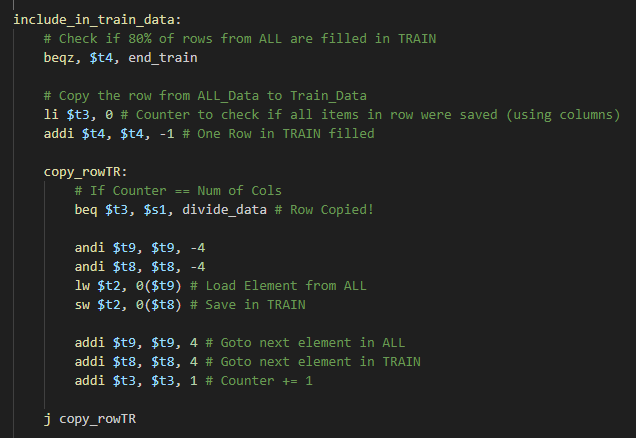 include_in_train_data:
# Check if 80% of rows from ALL are filled in TRAIN
beqz, $t4, end_train
# Copy the row from ALL_Data to Train_Data
li $t3, 0 # Counter to check if all items in row were saved (using columns)
addi $t4, $t4, -1 # One Row in TRAIN filled
copy_rowTR:
# If Counter == Num of Cols
beq $t3, $s1, divide_data # Row Copied!
andi $t9, $t9, -4
andi $t8, $t8, -4
lw $t2, 0($t9) # Load Element from ALL
sw $t2, 0($t8) # Save in TRAIN
addi $t9, $t9, 4 # Goto next element in ALL
addi $t8, $t8, 4 # Goto next element in TRAIN
addi $t3, $t3, 1 # Counter += 1
j copy_rowTR